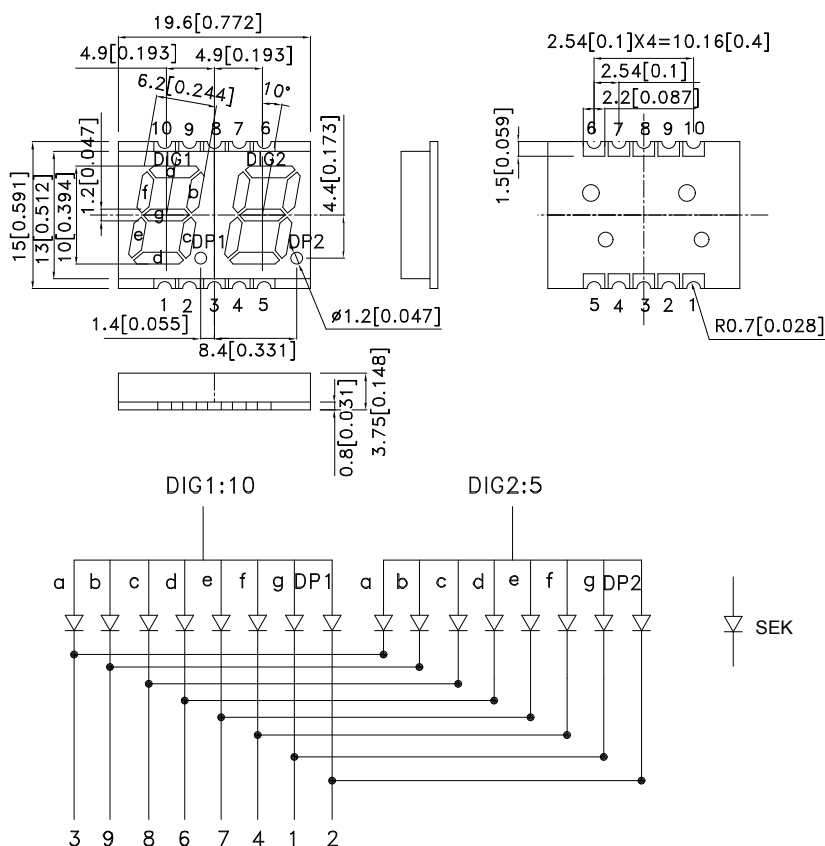 19.6[0.772]
4.9[0.193] 4.9[0.193]
6.2[0.244] 10°
10 9 8 7 6
DIG1 DIG2
d
f b
g
e c
d
DP1 DP2
1 2 3 4 5
15[0.591]
13[0.512]
10[0.394]
1.2[0.047]
4.4[0.173]
1.4[0.055]
8.4[0.331]
ø1.2[0.047]
2.54[0.1]X4=10.16[0.4]
2.54[0.1]
2.2[0.087]
6 7 8 9 10
1.5[0.059]
5 4 3 2 1
R0.7[0.028]
0.8[0.031]
3.75[0.148]
DIG1:10 DIG2:5
a b c d e f g DP1 a b c d e f g DP2
SEK
3 9 8 6 7 4 1 2